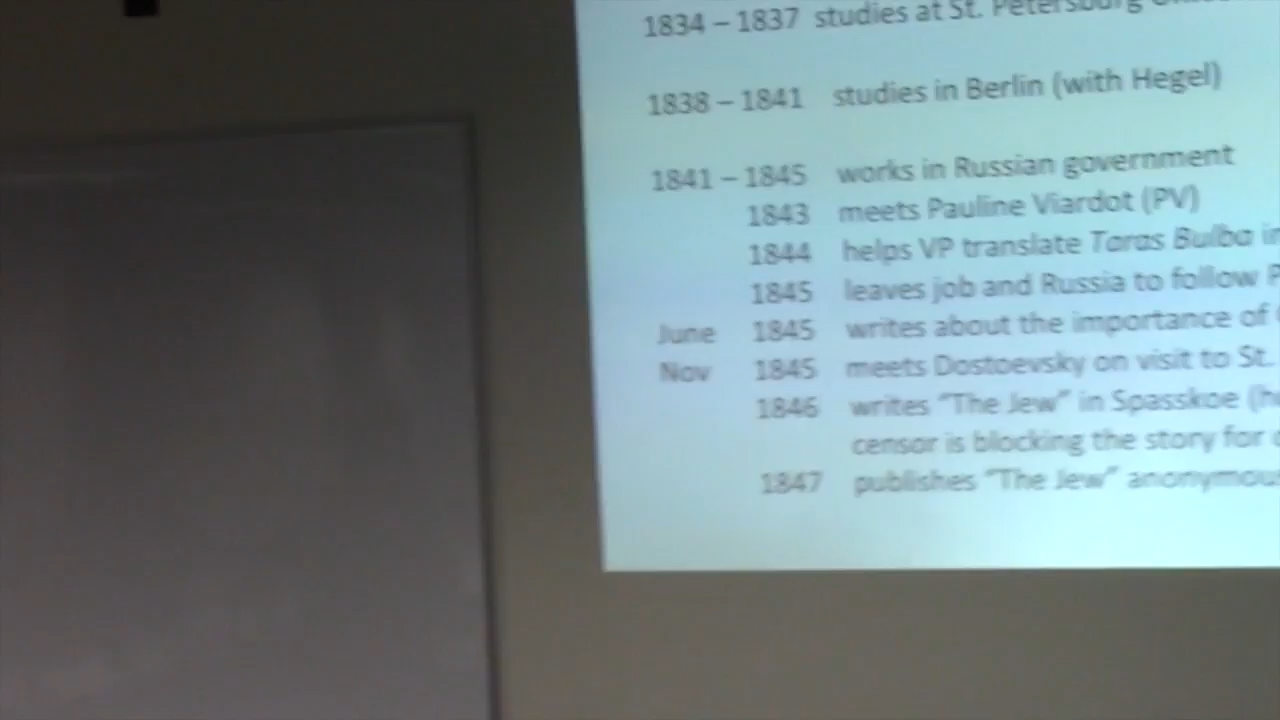 1834 – 1837 studies at St. Petersburg
1838 – 1841 studies in Berlin (with Hegel)
1841 – 1845 works in Russian government
1843 meets Pauline Viardot (PV)
1844 helps VP translate Taras Bulba in
1845 leaves job and Russia to follow
June 1845 writes about the importance of
Nov 1845 meets Dostoevsky on visit to St.
1846 writes "The Jew" in Spasskoe
censor is blocking the story for
1847 publishes "The Jew"